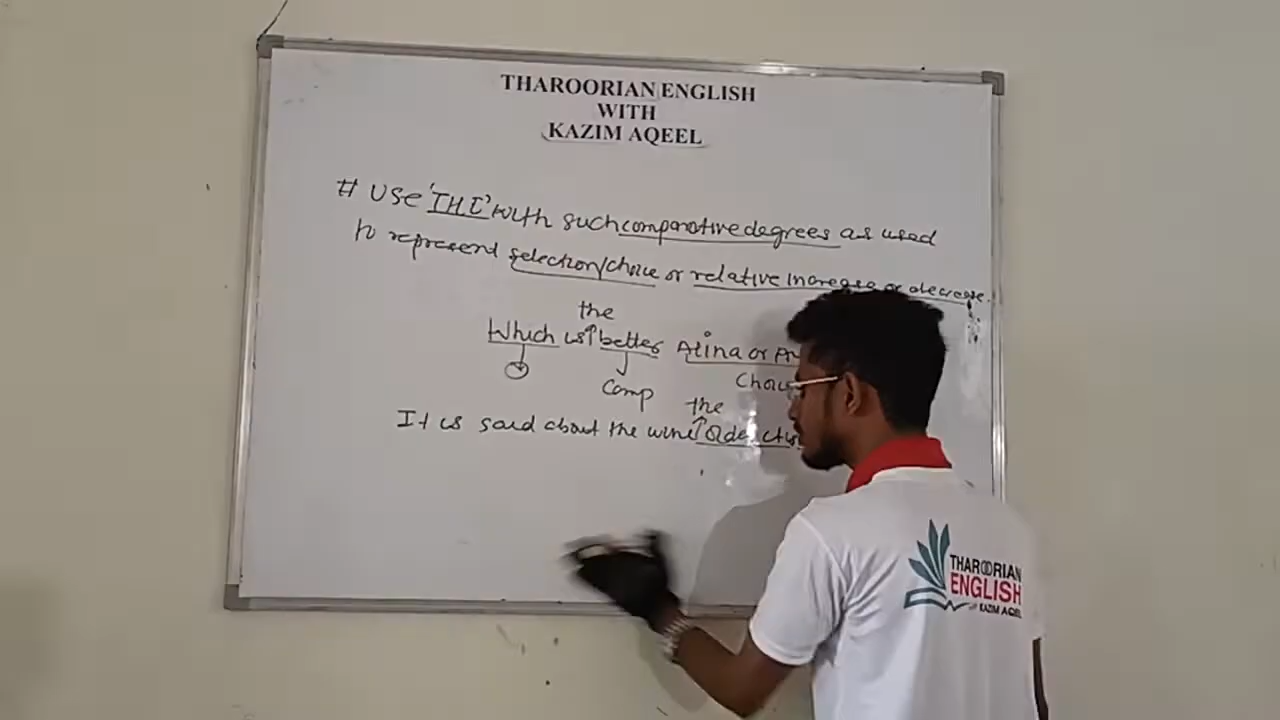 THAROORIAN ENGLISH
WITH
KAZIM AQEEL
# Use 'THE' with such comparative degrees as used
to represent selection/choice or relative increase or decrease.
the
Which is better Alina or
Comp
the
It is said about the wine
THAROORIAN
ENGLISH
with KAZIM AQEEL